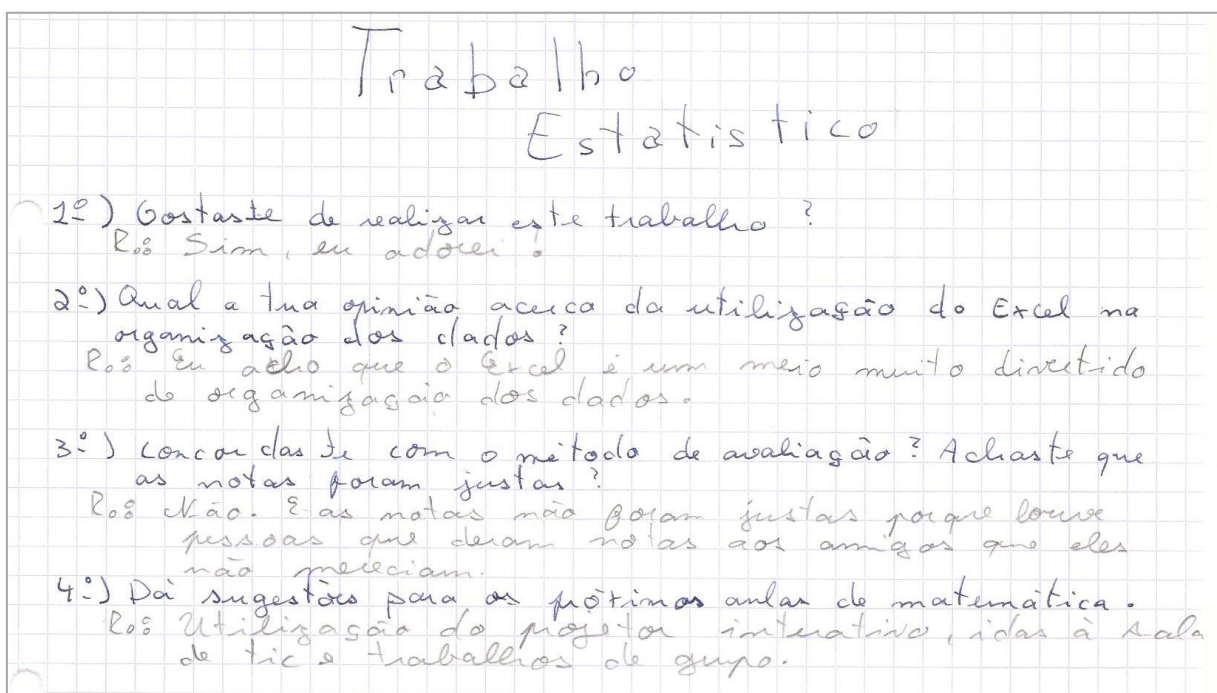 Trabalho
Estatistico
1º) Gostaste de realizar este trabalho?
R.: Sim, eu adorei!
2º) Qual a tua opinião acerca da utilização do Excel na
organização dos dados?
R.: Eu acho que o Excel é um meio muito divertido
de organização dos dados.
3º) Concordaste com o método de avaliação? Achaste que
as notas foram justas?
R.: Não. E as notas não foram justas porque houve
pessoas que deram notas aos amigos que eles
não mereciam.
4º) Dá sugestões para as próximas aulas de matemática.
R.: Utilização do projetor interativo, idas à sala
de tic e trabalhos de grupo.